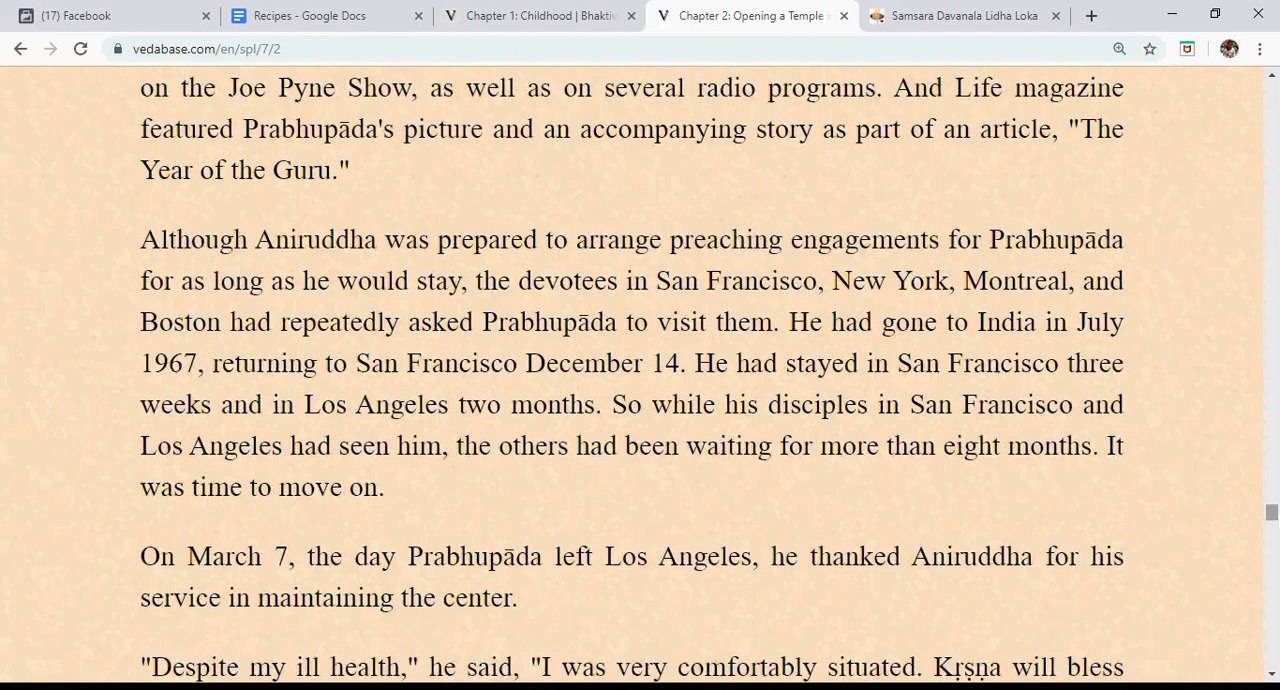 (17) Facebook
Recipes - Google Docs
Chapter 1: Childhood | Bhaktiv
Chapter 2: Opening a Temple i
Samsara Davanala Lidha Loka
vedabase.com/en/spl/7/2
on the Joe Pyne Show, as well as on several radio programs. And Life magazine
featured Prabhupāda's picture and an accompanying story as part of an article, "The
Year of the Guru."
Although Aniruddha was prepared to arrange preaching engagements for Prabhupāda
for as long as he would stay, the devotees in San Francisco, New York, Montreal, and
Boston had repeatedly asked Prabhupāda to visit them. He had gone to India in July
1967, returning to San Francisco December 14. He had stayed in San Francisco three
weeks and in Los Angeles two months. So while his disciples in San Francisco and
Los Angeles had seen him, the others had been waiting for more than eight months. It
was time to move on.
On March 7, the day Prabhupāda left Los Angeles, he thanked Aniruddha for his
service in maintaining the center.
"Despite my ill health," he said, "I was very comfortably situated. Kṛṣṇa will bless